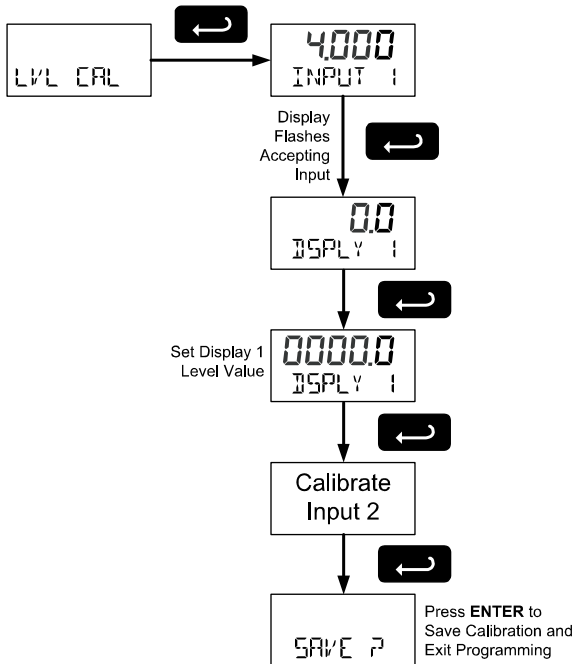 LVL CAL
4.000
INPUT 1
Display
Flashes
Accepting
Input
0.0
DSPLY 1
Set Display 1
Level Value
0000.0
DSPLY 1
Calibrate
Input 2
SAVE ?
Press ENTER to
Save Calibration and
Exit Programming